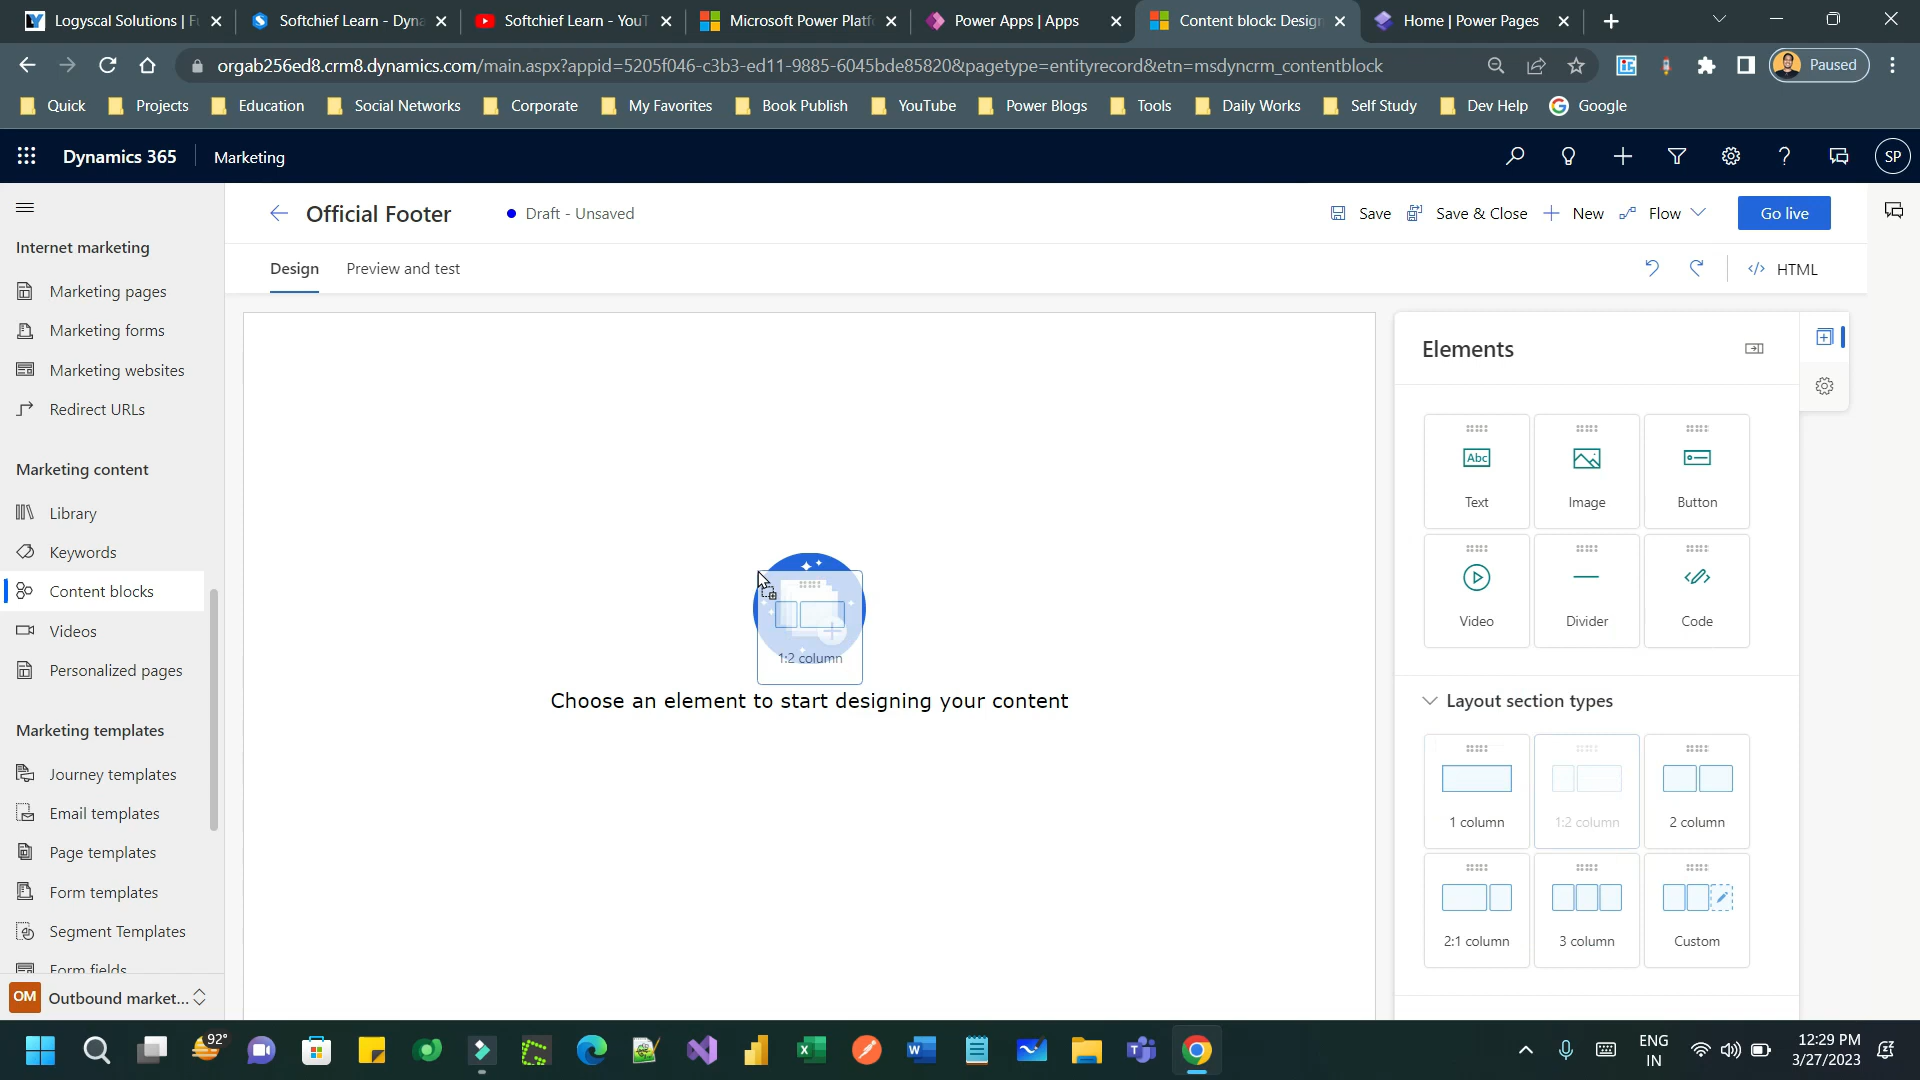 Logyscal Solutions | Fu
Softchief Learn - Dyna
Softchief Learn - YouT
Microsoft Power Platf
Power Apps | Apps
Content block: Design
Home | Power Pages
orgab256ed8.crm8.dynamics.com/main.aspx?appid=5205f046-c3b3-ed11-9885-6045bde85820&pagetype=entityrecord&etn=msdyncrm_contentblock
Paused
Quick
Projects
Education
Social Networks
Corporate
My Favorites
Book Publish
YouTube
Power Blogs
Tools
Daily Works
Self Study
Dev Help
Google
Dynamics 365
Marketing
SP
Official Footer
Draft - Unsaved
Save
Save & Close
New
Flow
Go live
Design
Preview and test
HTML
Internet marketing
Marketing pages
Marketing forms
Marketing websites
Redirect URLs
Marketing content
Library
Keywords
Content blocks
Videos
Personalized pages
Marketing templates
Journey templates
Email templates
Page templates
Form templates
Segment Templates
Form fields
OM
Outbound market...
1:2 column
Choose an element to start designing your content
Elements
Abc
Text
Image
Button
Video
Divider
Code
Layout section types
1 column
1:2 column
2 column
2:1 column
3 column
Custom
92°
ENG
IN
12:29 PM
3/27/2023